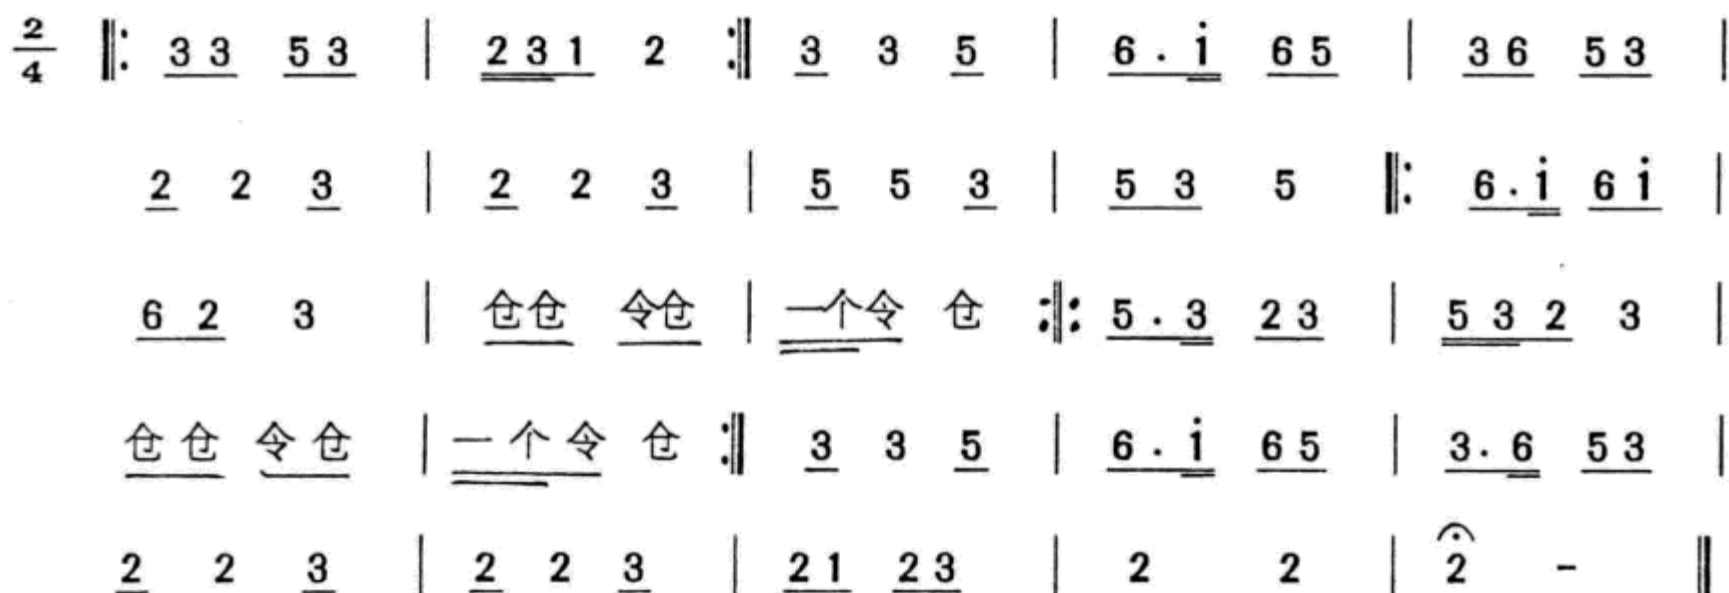 2/4 ‖: 3 3 5 3 | 2 3 1 2 :‖ 3 3 5 | 6 . i 6 5 | 3 6 5 3 |
2 2 3 | 2 2 3 | 5 5 3 | 5 3 5 ‖: 6 . i 6 i |
6 2 3 | 仓仓 令仓 | 一个令 仓 :‖: 5 . 3 2 3 | 5 3 2 3 |
仓仓 令仓 | 一个令 仓 :‖ 3 3 5 | 6 . i 6 5 | 3 . 6 5 3 |
2 2 3 | 2 2 3 | 2 1 2 3 | 2 2 | 2 - ‖